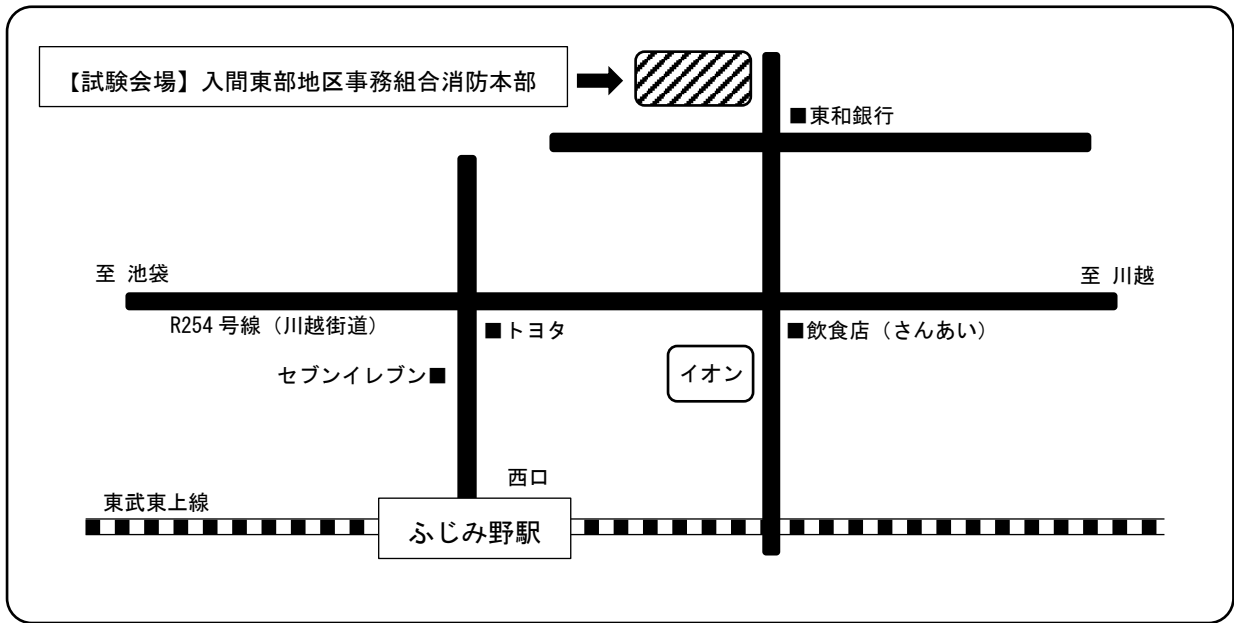 【試験会場】入間東部地区事務組合消防本部
■東和銀行
至 池袋
至 川越
R254 号線（川越街道）
■トヨタ
■飲食店（さんあい）
セブンイレブン■
イオン
西口
東武東上線
ふじみ野駅